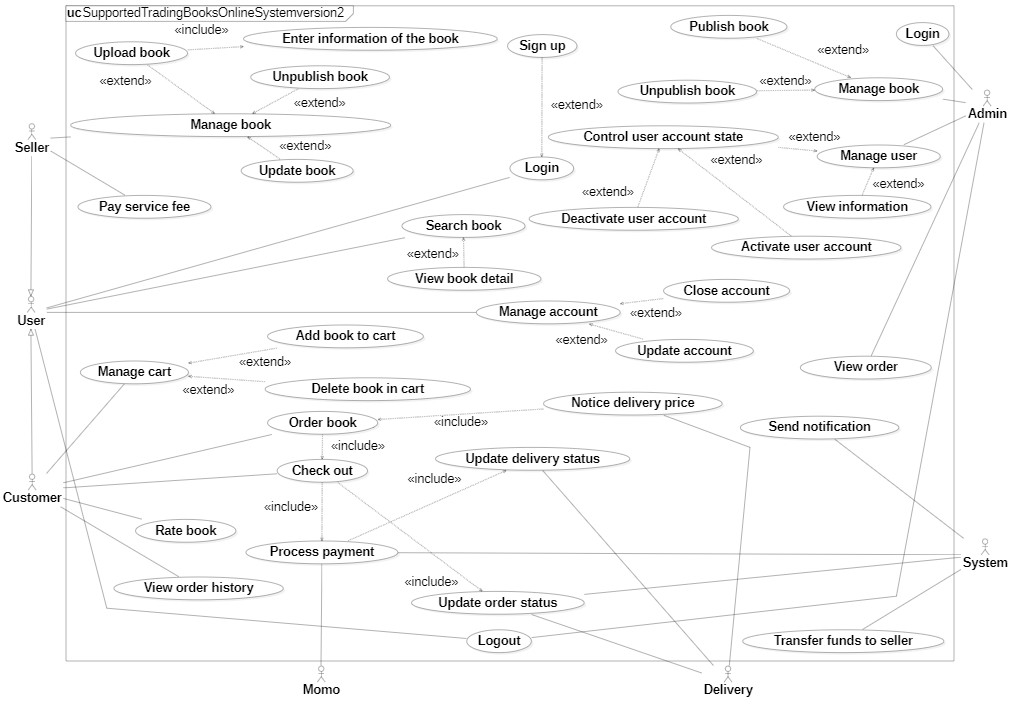 uc SupportedTradingBooksOnlineSystemversion2
«include»
Upload book
Enter information of the book
«extend»
Unpublish book
«extend»
Manage book
«extend»
Update book
Seller
Pay service fee
Sign up
«extend»
Login
Publish book
«extend»
Login
Unpublish book
«extend»
Manage book
Admin
Control user account state
«extend»
Manage user
«extend»
«extend»
View information
«extend»
Deactivate user account
Activate user account
Search book
«extend»
View book detail
User
Manage account
Close account
«extend»
«extend»
Update account
View order
Add book to cart
«extend»
Manage cart
«extend»
Delete book in cart
Order book
«include»
Notice delivery price
«include»
Send notification
Check out
«include»
Update delivery status
Customer
«include»
Rate book
Process payment
System
«include»
View order history
Update order status
Logout
Transfer funds to seller
Momo
Delivery